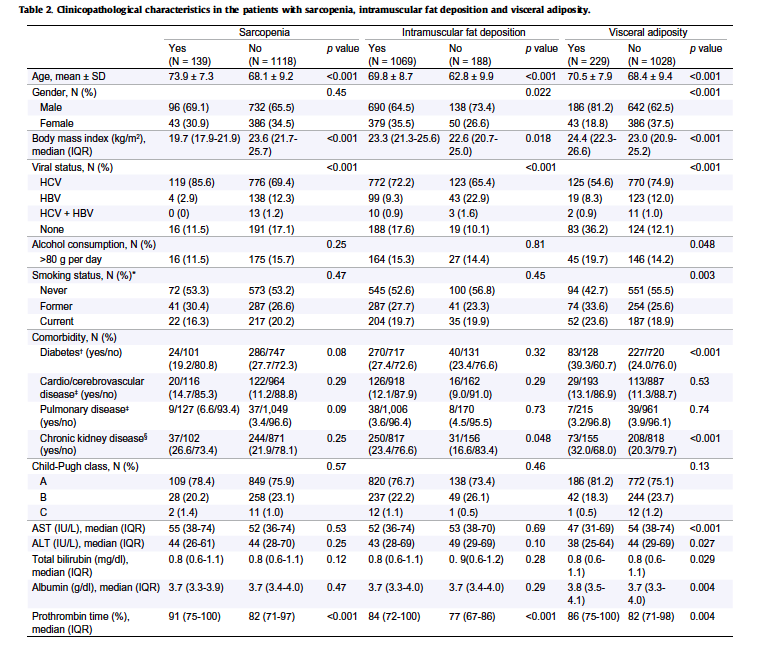 Table 2. Clinicopathological characteristics in the patients with sarcopenia, intramuscular fat deposition and visceral adiposity.
Sarcopenia Intramuscular fat deposition Visceral adiposity
Yes (N = 139) No (N = 1118) p value Yes (N = 1069) No (N = 188) p value Yes (N = 229) No (N = 1028) p value
Age, mean ± SD 73.9 ± 7.3 68.1 ± 9.2 <0.001 69.8 ± 8.7 62.8 ± 9.9 <0.001 70.5 ± 7.9 68.4 ± 9.4 <0.001
Gender, N (%) 0.45 0.022 <0.001
Male 96 (69.1) 732 (65.5) 690 (64.5) 138 (73.4) 186 (81.2) 642 (62.5)
Female 43 (30.9) 386 (34.5) 379 (35.5) 50 (26.6) 43 (18.8) 386 (37.5)
Body mass index (kg/m²), median (IQR) 19.7 (17.9-21.9) 23.6 (21.7-25.7) <0.001 23.3 (21.3-25.6) 22.6 (20.7-25.0) 0.018 24.4 (22.3-26.6) 23.0 (20.9-25.2) <0.001
Viral status, N (%) <0.001 <0.001 <0.001
HCV 119 (85.6) 776 (69.4) 772 (72.2) 123 (65.4) 125 (54.6) 770 (74.9)
HBV 4 (2.9) 138 (12.3) 99 (9.3) 43 (22.9) 19 (8.3) 123 (12.0)
HCV + HBV 0 (0) 13 (1.2) 10 (0.9) 3 (1.6) 2 (0.9) 11 (1.0)
None 16 (11.5) 191 (17.1) 188 (17.6) 19 (10.1) 83 (36.2) 124 (12.1)
Alcohol consumption, N (%) 0.25 0.81 0.048
>80 g per day 16 (11.5) 175 (15.7) 164 (15.3) 27 (14.4) 45 (19.7) 146 (14.2)
Smoking status, N (%)* 0.47 0.45 0.003
Never 72 (53.3) 573 (53.2) 545 (52.6) 100 (56.8) 94 (42.7) 551 (55.5)
Former 41 (30.4) 287 (26.6) 287 (27.7) 41 (23.3) 74 (33.6) 254 (25.6)
Current 22 (16.3) 217 (20.2) 204 (19.7) 35 (19.9) 52 (23.6) 187 (18.9)
Comorbidity, N (%)
Diabetes† (yes/no) 24/101 (19.2/80.8) 286/747 (27.7/72.3) 0.08 270/717 (27.4/72.6) 40/131 (23.4/76.6) 0.32 83/128 (39.3/60.7) 227/720 (24.0/76.0) <0.001
Cardio/cerebrovascular disease‡ (yes/no) 20/116 (14.7/85.3) 122/964 (11.2/88.8) 0.29 126/918 (12.1/87.9) 16/162 (9.0/91.0) 0.29 29/193 (13.1/86.9) 113/887 (11.3/88.7) 0.53
Pulmonary disease‡ (yes/no) 9/127 (6.6/93.4) 37/1,049 (3.4/96.6) 0.09 38/1,006 (3.6/96.4) 8/170 (4.5/95.5) 0.73 7/215 (3.2/96.8) 39/961 (3.9/96.1) 0.74
Chronic kidney disease§ (yes/no) 37/102 (26.6/73.4) 244/871 (21.9/78.1) 0.25 250/817 (23.4/76.6) 31/156 (16.6/83.4) 0.048 73/155 (32.0/68.0) 208/818 (20.3/79.7) <0.001
Child-Pugh class, N (%) 0.57 0.46 0.13
A 109 (78.4) 849 (75.9) 820 (76.7) 138 (73.4) 186 (81.2) 772 (75.1)
B 28 (20.2) 258 (23.1) 237 (22.2) 49 (26.1) 42 (18.3) 244 (23.7)
C 2 (1.4) 11 (1.0) 12 (1.1) 1 (0.5) 1 (0.5) 12 (1.2)
AST (IU/L), median (IQR) 55 (38-74) 52 (36-74) 0.53 52 (36-74) 53 (38-70) 0.69 47 (31-69) 54 (38-74) <0.001
ALT (IU/L), median (IQR) 44 (26-61) 44 (28-70) 0.25 43 (28-69) 49 (29-69) 0.10 38 (25-64) 44 (29-69) 0.027
Total bilirubin (mg/dl), median (IQR) 0.8 (0.6-1.1) 0.8 (0.6-1.1) 0.12 0.8 (0.6-1.1) 0. 9(0.6-1.2) 0.28 0.8 (0.6-1.1) 0.8 (0.6-1.1) 0.029
Albumin (g/dl), median (IQR) 3.7 (3.3-3.9) 3.7 (3.4-4.0) 0.47 3.7 (3.3-4.0) 3.7 (3.4-4.0) 0.29 3.8 (3.5-4.1) 3.7 (3.3-4.0) 0.004
Prothrombin time (%), median (IQR) 91 (75-100) 82 (71-97) <0.001 84 (72-100) 77 (67-86) <0.001 86 (75-100) 82 (71-98) 0.004